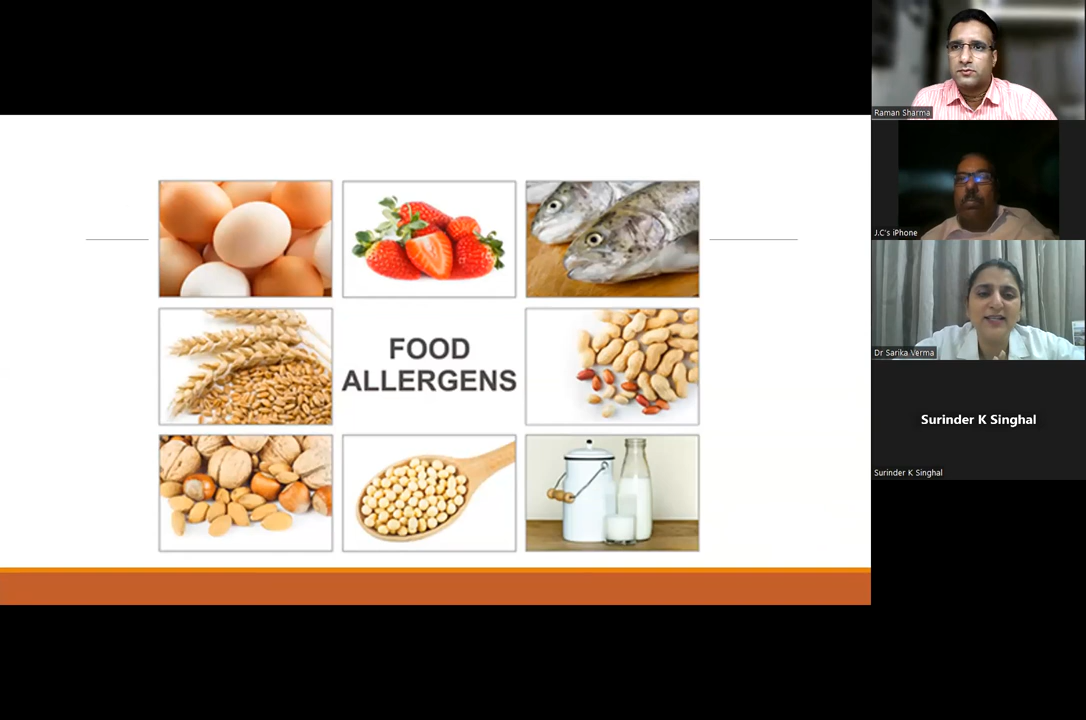 FOOD
ALLERGENS
Raman Sharma
J.C's iPhone
Dr Sarika Verma
Surinder K Singhal
Surinder K Singhal